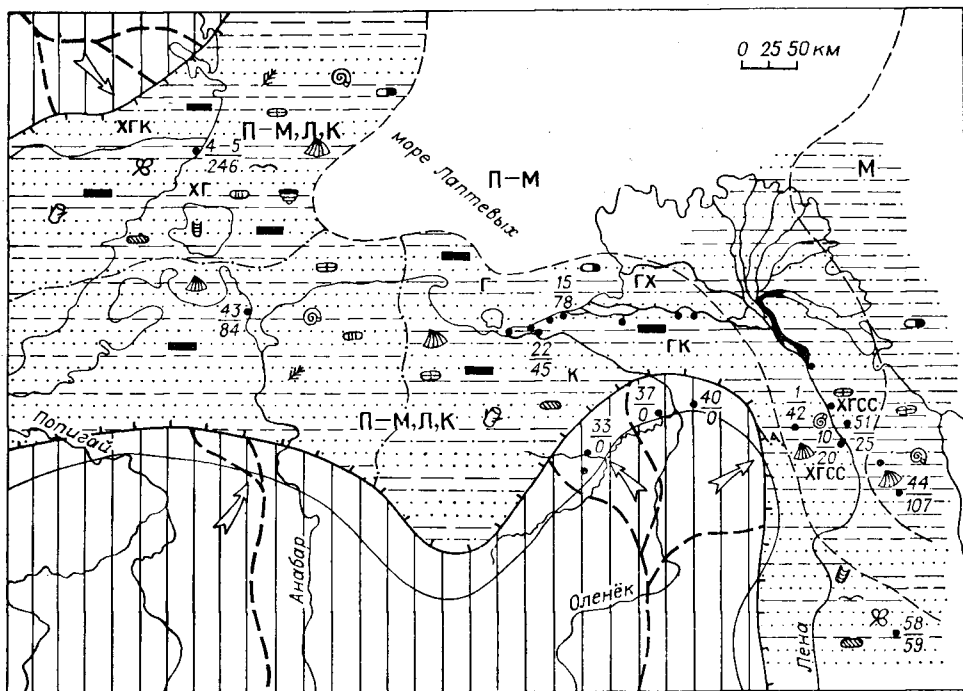 0 25 50 км
ХГК
П-М,Л,К
4-5
246
ХГ
море Лаптевых
П-М
М
Г
15
78
ГХ
43
84
22
45
К
ГК
П-М,Л,К
37
0
40
0
33
0
1
42
ХГСС
51
25
10
20
ХГСС
44
107
Попигай
Анабар
Оленёк
Лена
58
59